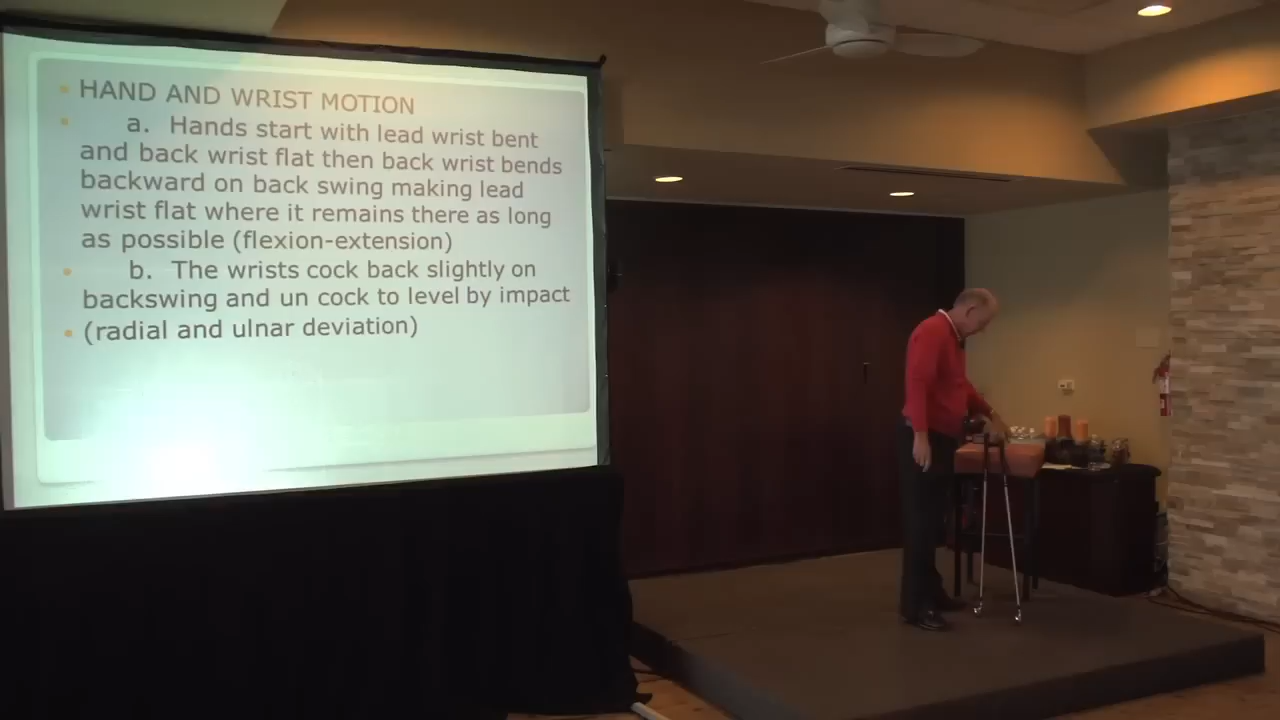 HAND AND WRIST MOTION
a. Hands start with lead wrist bent
and back wrist flat then back wrist bends
backward on back swing making lead
wrist flat where it remains there as long
as possible (flexion-extension)
b. The wrists cock back slightly on
backswing and un cock to level by impact
(radial and ulnar deviation)